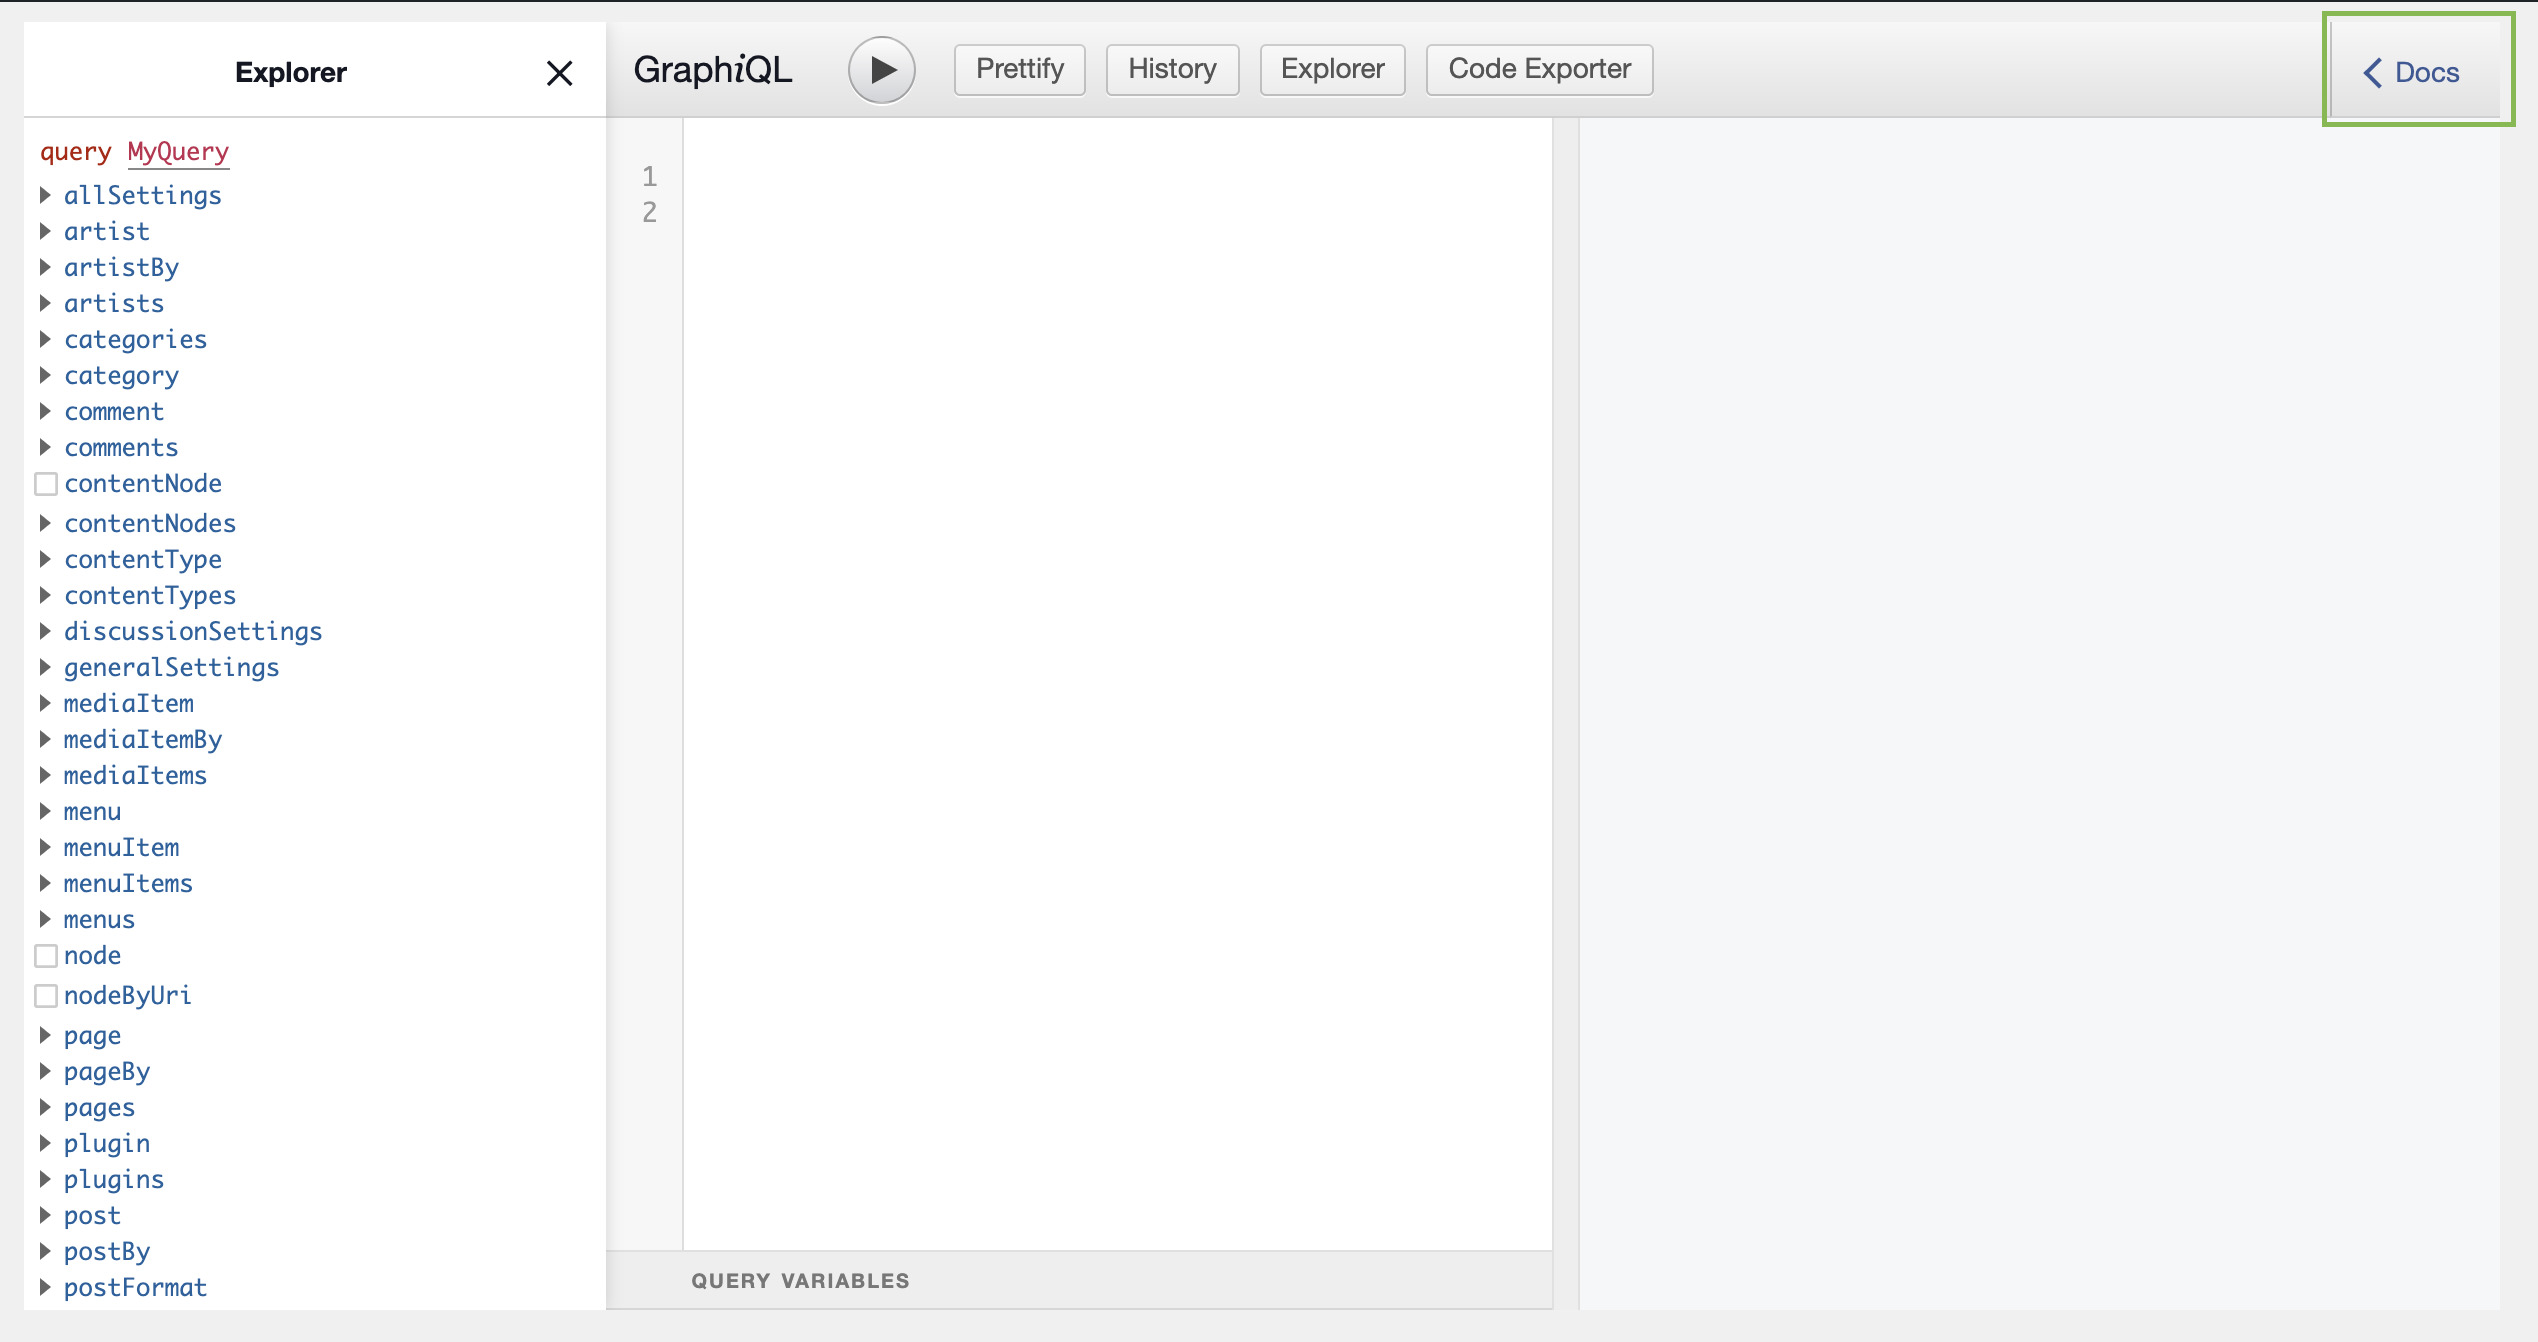 Explorer
GraphiQL
Prettify
History
Explorer
Code Exporter
Docs
query MyQuery
allSettings
artist
artistBy
artists
categories
category
comment
comments
contentNode
contentNodes
contentType
contentTypes
discussionSettings
generalSettings
mediaItem
mediaItemBy
mediaItems
menu
menuItem
menuItems
menus
node
nodeByUri
page
pageBy
pages
plugin
plugins
post
postBy
postFormat
1
2
QUERY VARIABLES